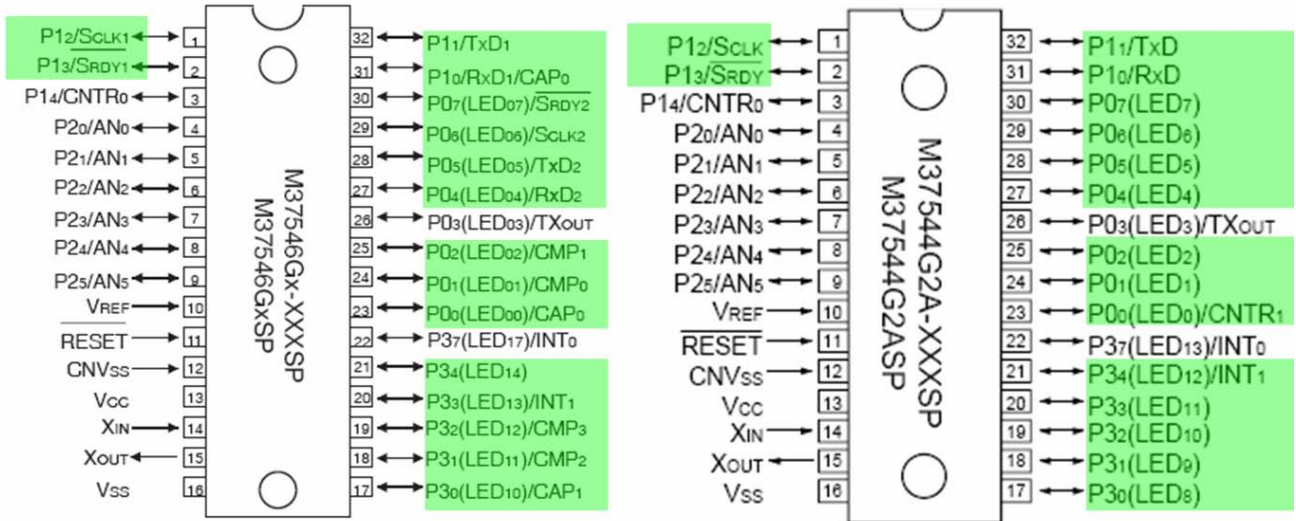 P12/SCLK1 1
P13/SRDY1 2
P14/CNTR0 3
P20/AN0 4
P21/AN1 5
P22/AN2 6
P23/AN3 7
P24/AN4 8
P25/AN5 9
VREF 10
RESET 11
CNVSS 12
VCC 13
XIN 14
XOUT 15
VSS 16
M37546Gx-XXXSP
M37546GxSP
32 P11/TxD1
31 P10/RxD1/CAP0
30 P07(LED07)/SRDY2
29 P06(LED06)/SCLK2
28 P05(LED05)/TxD2
27 P04(LED04)/RxD2
26 P03(LED03)/TXOUT
25 P02(LED02)/CMP1
24 P01(LED01)/CMP0
23 P00(LED00)/CAP0
22 P37(LED17)/INT0
21 P34(LED14)
20 P33(LED13)/INT1
19 P32(LED12)/CMP3
18 P31(LED11)/CMP2
17 P30(LED10)/CAP1
P12/SCLK 1
P13/SRDY 2
P14/CNTR0 3
P20/AN0 4
P21/AN1 5
P22/AN2 6
P23/AN3 7
P24/AN4 8
P25/AN5 9
VREF 10
RESET 11
CNVSS 12
VCC 13
XIN 14
XOUT 15
VSS 16
M37544G2A-XXXSP
M37544G2ASP
32 P11/TxD
31 P10/RxD
30 P07(LED7)
29 P06(LED6)
28 P05(LED5)
27 P04(LED4)
26 P03(LED3)/TXOUT
25 P02(LED2)
24 P01(LED1)
23 P00(LED0)/CNTR1
22 P37(LED13)/INT0
21 P34(LED12)/INT1
20 P33(LED11)
19 P32(LED10)
18 P31(LED9)
17 P30(LED8)